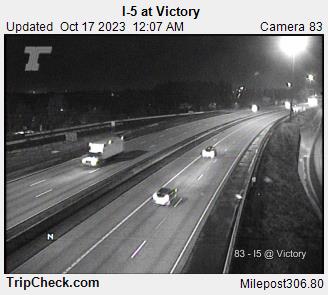 I-5 at Victory
Updated  Oct 17 2023  12:07 AM
Camera 83
T
N
83 - I5 @ Victory
TripCheck.com
Milepost306.80